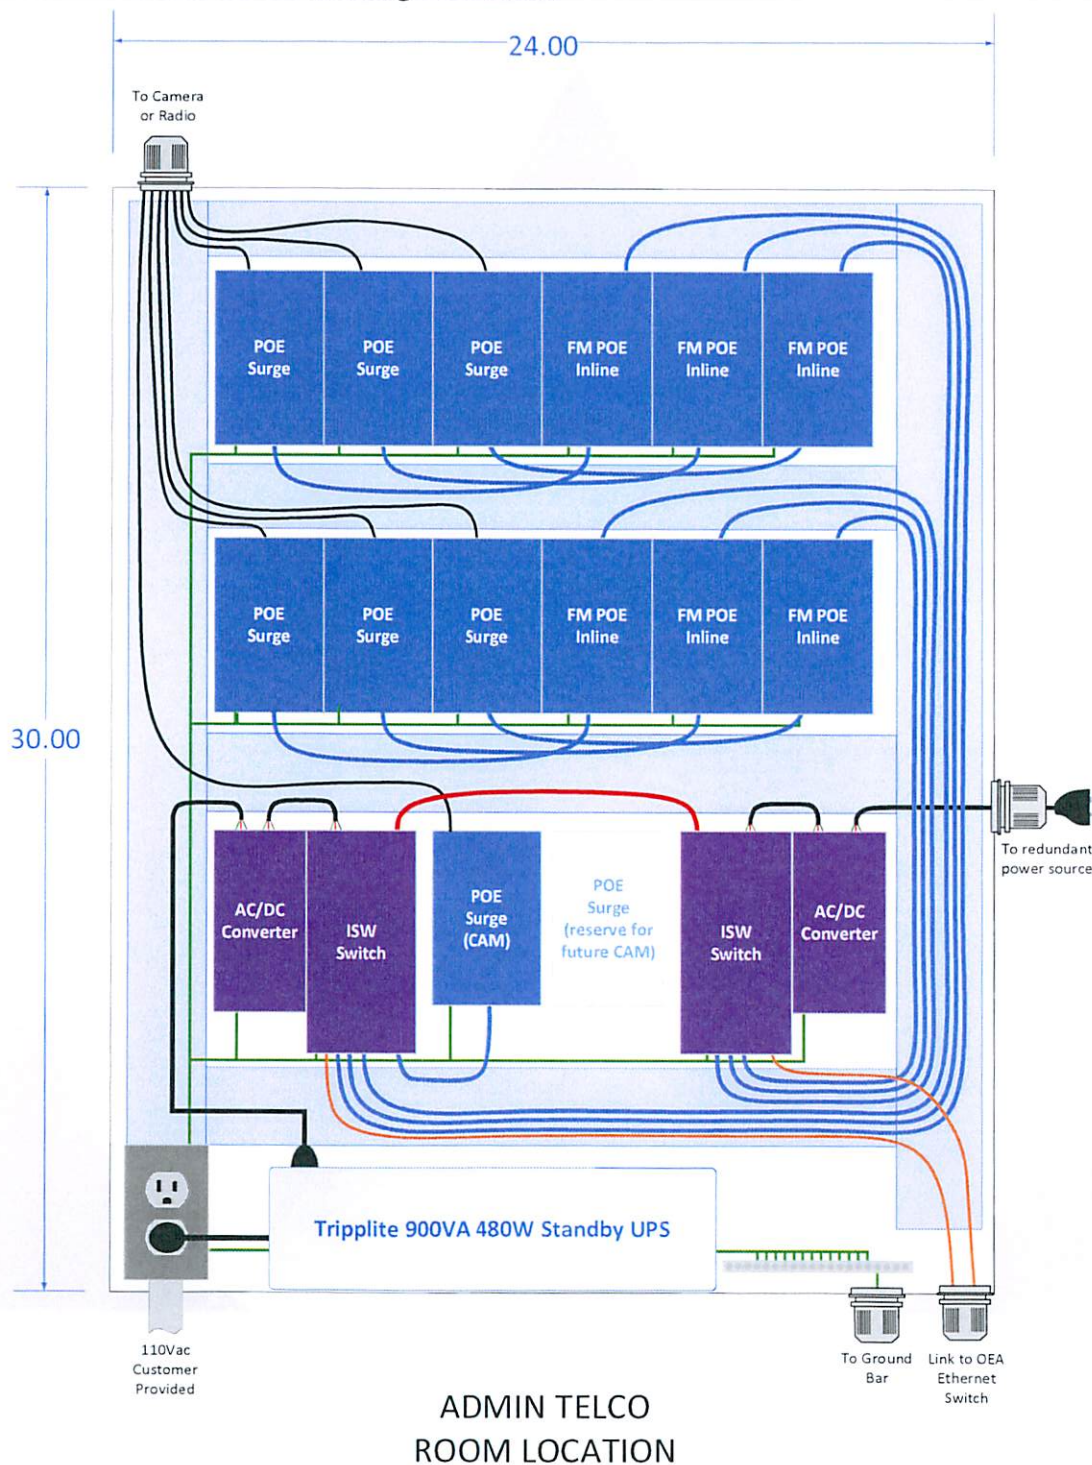 24.00
To Camera
or Radio
POE
Surge
POE
Surge
POE
Surge
FM POE
Inline
FM POE
Inline
FM POE
Inline
POE
Surge
POE
Surge
POE
Surge
FM POE
Inline
FM POE
Inline
FM POE
Inline
30.00
To redundant
power source
AC/DC
Converter
ISW
Switch
POE
Surge
(CAM)
POE
Surge
(reserve for
future CAM)
ISW
Switch
AC/DC
Converter
Tripplite 900VA 480W Standby UPS
110Vac
Customer
Provided
To Ground
Bar
Link to OEA
Ethernet
Switch
ADMIN TELCO
ROOM LOCATION